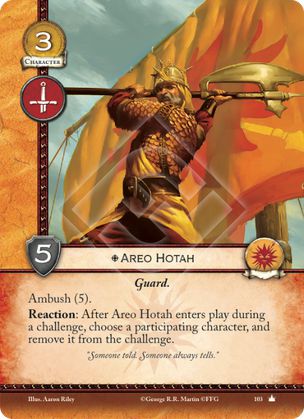 3
Character
5
Areo Hotah
Guard.
Ambush (5).
Reaction: After Areo Hotah enters play during
a challenge, choose a participating character, and
remove it from the challenge.
"Someone told. Someone always tells."
Illus. Aaron Riley ©George R.R. Martin ©FFG 103